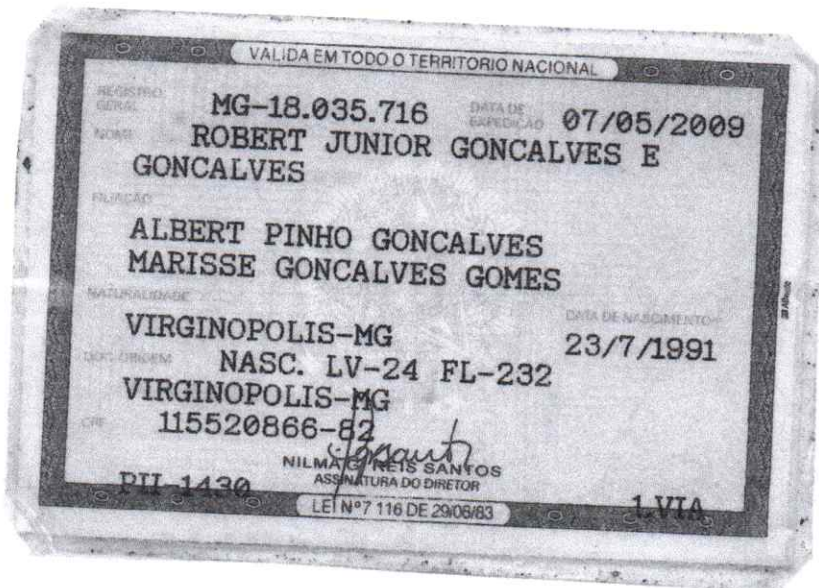 VALIDA EM TODO O TERRITORIO NACIONAL
REGISTRO GERAL MG-18.035.716 DATA DE EXPEDIÇÃO 07/05/2009
NOME ROBERT JUNIOR GONCALVES E
GONCALVES
FILIAÇÃO
ALBERT PINHO GONCALVES
MARISSE GONCALVES GOMES
NATURALIDADE DATA DE NASCIMENTO
VIRGINOPOLIS-MG 23/7/1991
DOC. ORIGEM NASC. LV-24 FL-232
VIRGINOPOLIS-MG
CPF 115520866-82
NILMA G. REIS SANTOS
PII-1430 ASSINATURA DO DIRETOR 1.VIA
LEI Nº 7 116 DE 29/08/83